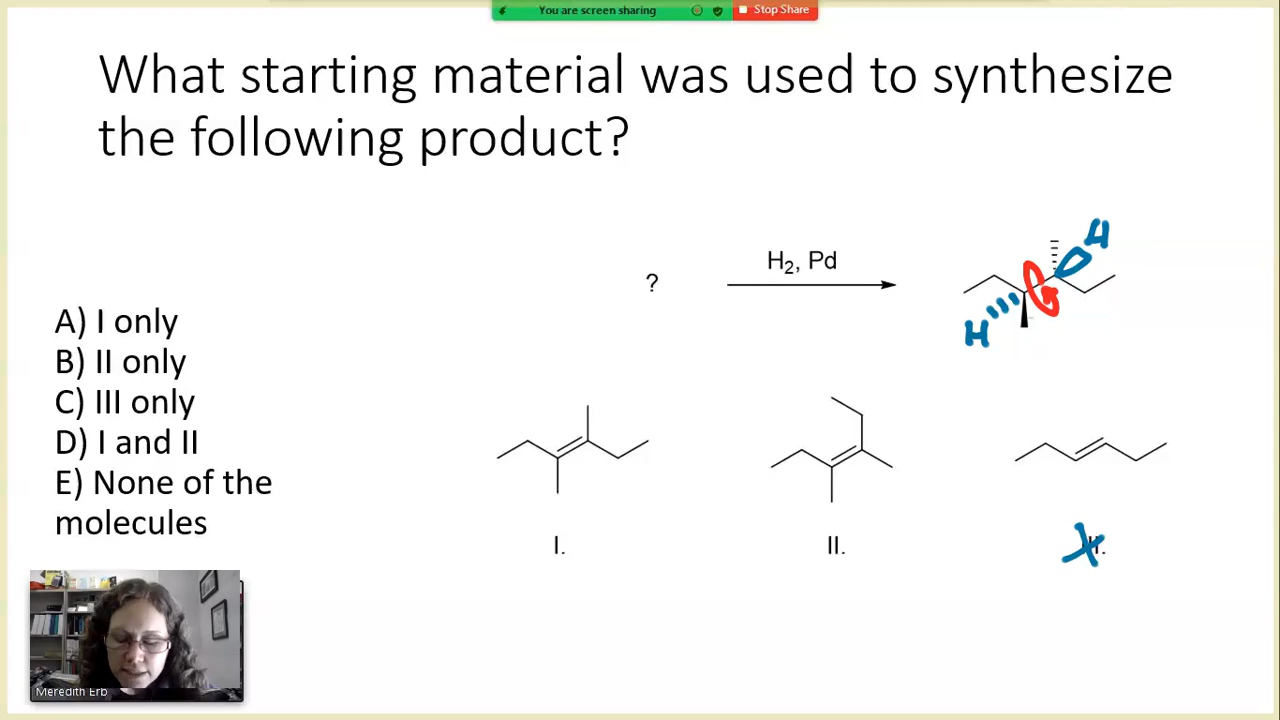 You are screen sharing
Stop Share
What starting material was used to synthesize
the following product?
H₂, Pd
?
H
H
A) I only
B) II only
C) III only
D) I and II
E) None of the
molecules
I.
II.
Meredith Erb